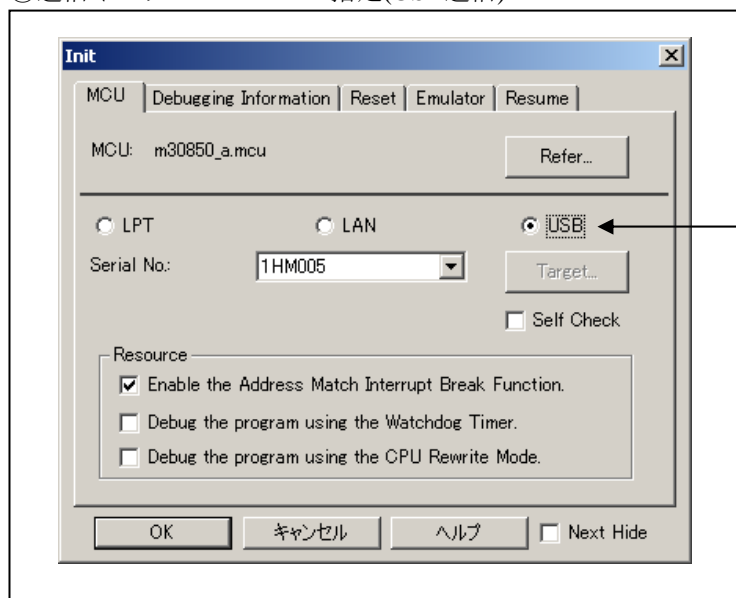 Init
MCU Debugging Information Reset Emulator Resume
MCU: m30850_a.mcu Refer...
LPT LAN USB
Serial No.: 1HM005 Target...
Self Check
Resource
Enable the Address Match Interrupt Break Function.
Debug the program using the Watchdog Timer.
Debug the program using the CPU Rewrite Mode.
OK キャンセル ヘルプ Next Hide